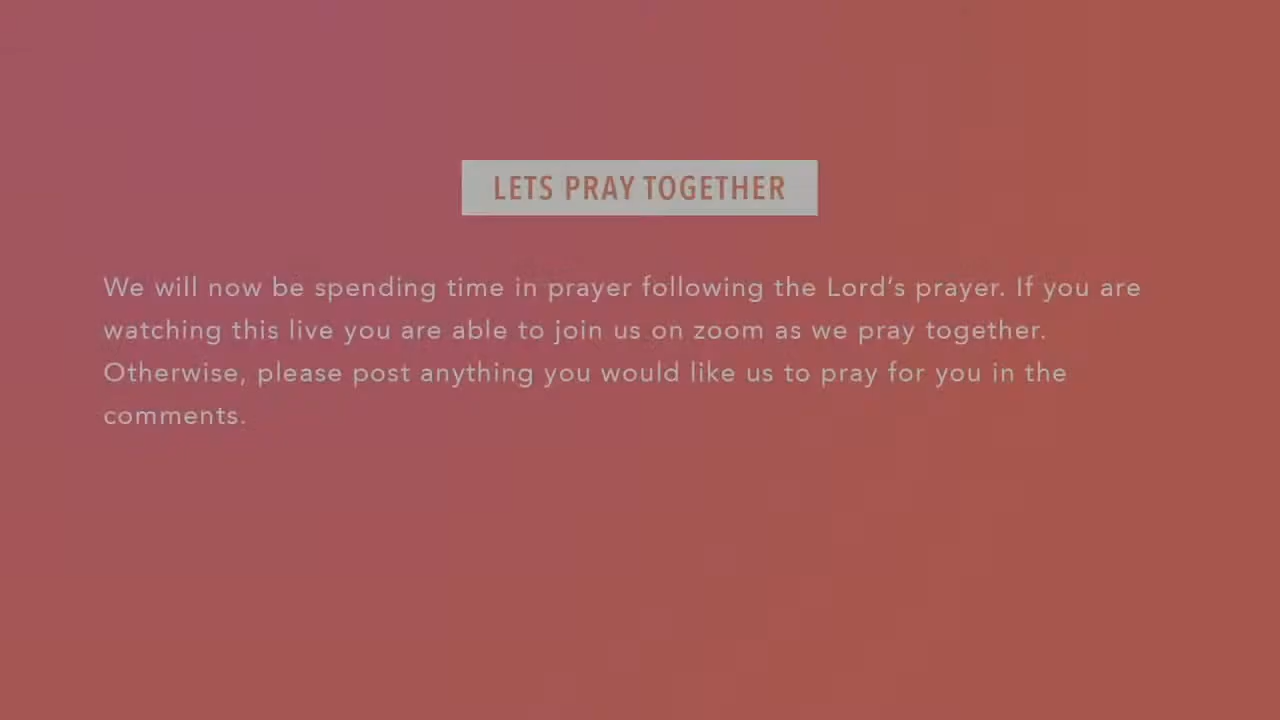 LETS PRAY TOGETHER
We will now be spending time in prayer following the Lord’s prayer. If you are
watching this live you are able to join us on zoom as we pray together.
Otherwise, please post anything you would like us to pray for you in the
comments.